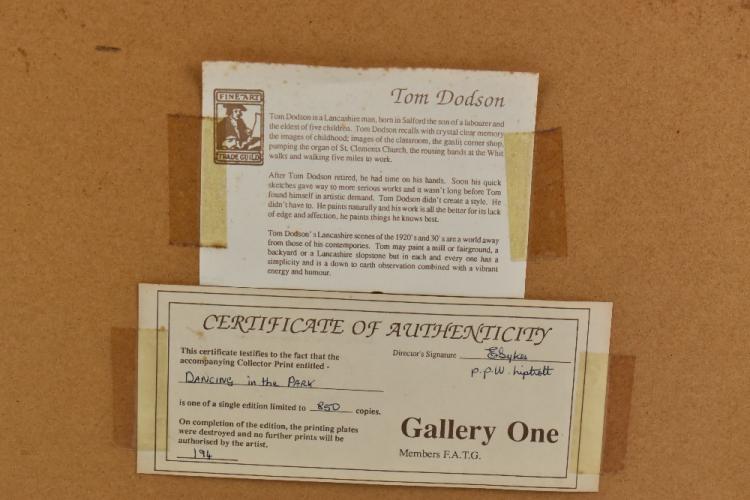 Tom Dodson
FINE·ART
TRADE GUILD
Tom Dodson is a Lancashire man, born in Salford the son of a labourer and
the eldest of five children. Tom Dodson recalls with crystal clear memory
the images of childhood; images of the classroom, the gaslit corner shop,
pumping the organ of St. Clements Church, the rousing bands at the Whit
walks and walking five miles to work.
After Tom Dodson retired, he had time on his hands. Soon his quick
sketches gave way to more serious works and it wasn't long before Tom
found himself in artistic demand. Tom Dodson didn't create a style. He
didn't have to. He paints naturally and his work is all the better for its lack
of edge and affection, he paints things he knows best.
Tom Dodson's Lancashire scenes of the 1920's and 30's are a world away
from those of his contempories. Tom may paint a mill or fairground, a
backyard or a Lancashire slopstone but in each and every one has a
simplicity and is a down to earth observation combined with a vibrant
energy and humour.
CERTIFICATE OF AUTHENTICITY
This certificate testifies to the fact that the
accompanying Collector Print entitled -
DANCING in the PARK
is one of a single edition limited to 850 copies.
On completion of the edition, the printing plates
were destroyed and no further prints will be
authorised by the artist.
194
Director's Signature ESykes
p.p. W. Liptrott
Gallery One
Members F.A.T.G.